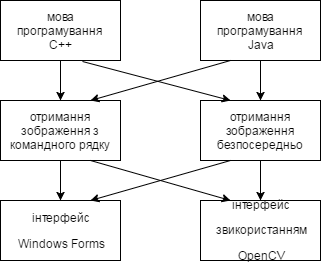 мова
програмування
C++
мова
програмування
Java
отримання
зображення з
командного рядку
отримання
зображення
безпосередньо
інтерфейс
Windows Forms
інтерфейс
звикористанням
OpenCV